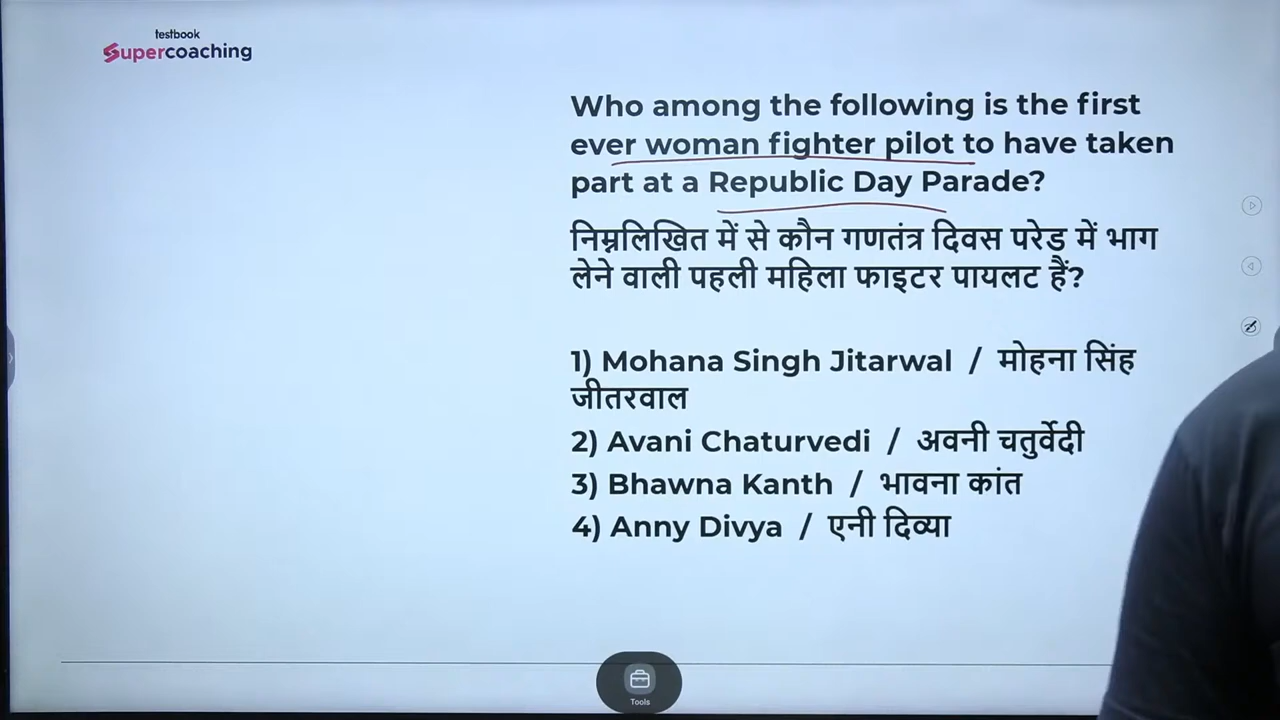 testbook
Supercoaching
Who among the following is the first
ever woman fighter pilot to have taken
part at a Republic Day Parade?
निम्नलिखित में से कौन गणतंत्र दिवस परेड में भाग
लेने वाली पहली महिला फाइटर पायलट हैं?
1) Mohana Singh Jitarwal / मोहना सिंह
जीतरवाल
2) Avani Chaturvedi / अवनी चतुर्वेदी
3) Bhawna Kanth / भावना कांत
4) Anny Divya / एनी दिव्या
Tools